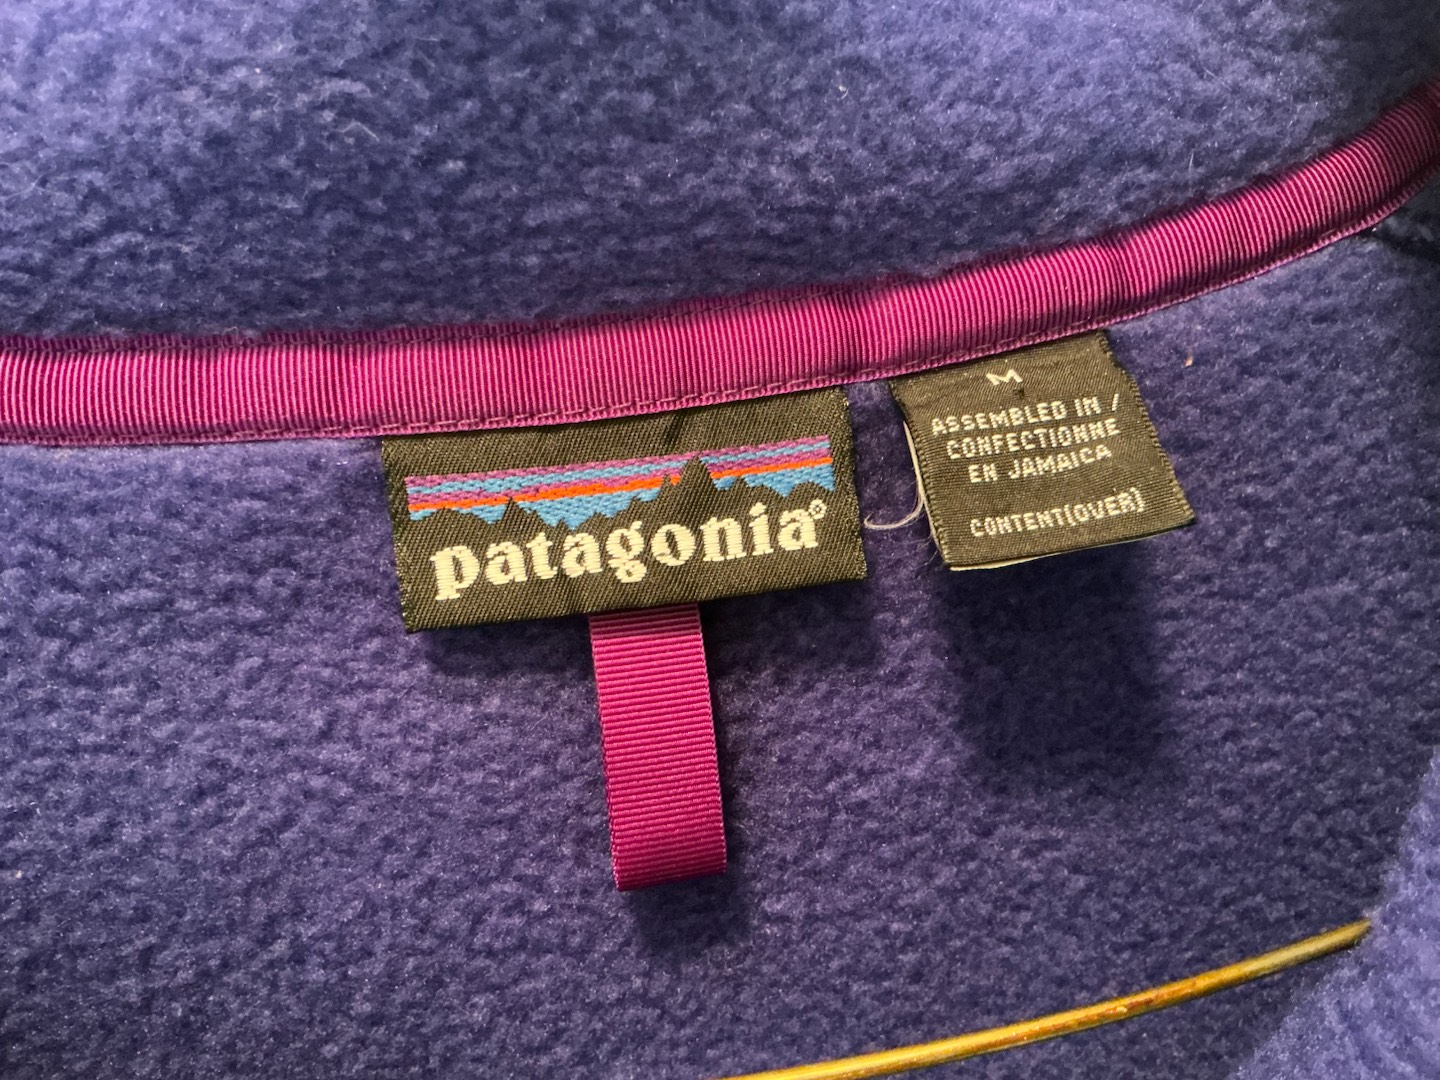 patagonia®
M
ASSEMBLED IN /
CONFECTIONNE
EN JAMAICA
CONTENT(OVER)